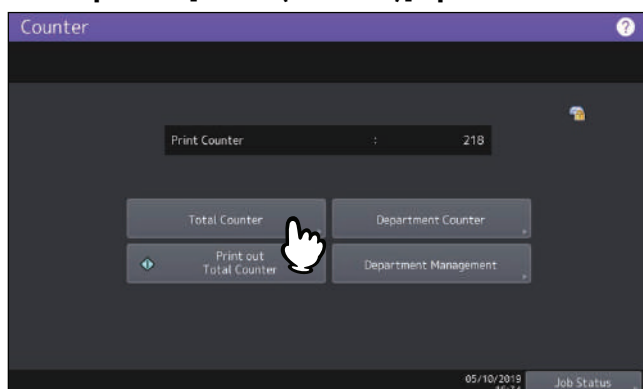 Counter
?
Print Counter : 218
Total Counter
Department Counter
Print out
Total Counter
Department Management
05/10/2019
Job Status